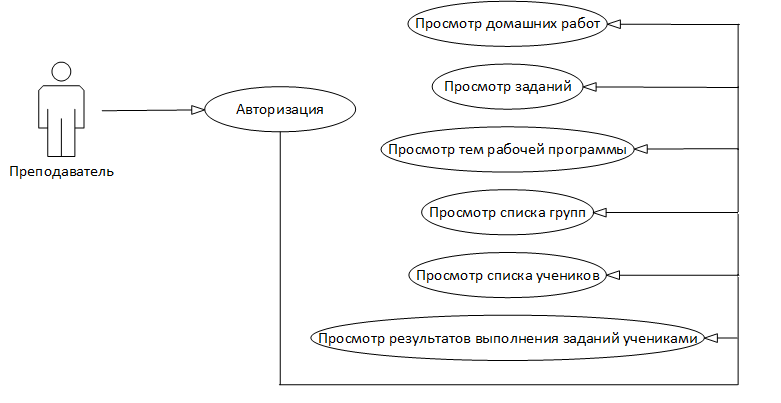 Просмотр домашних работ
Просмотр заданий
Авторизация
Просмотр тем рабочей программы
Преподаватель
Просмотр списка групп
Просмотр списка учеников
Просмотр результатов выполнения заданий учениками